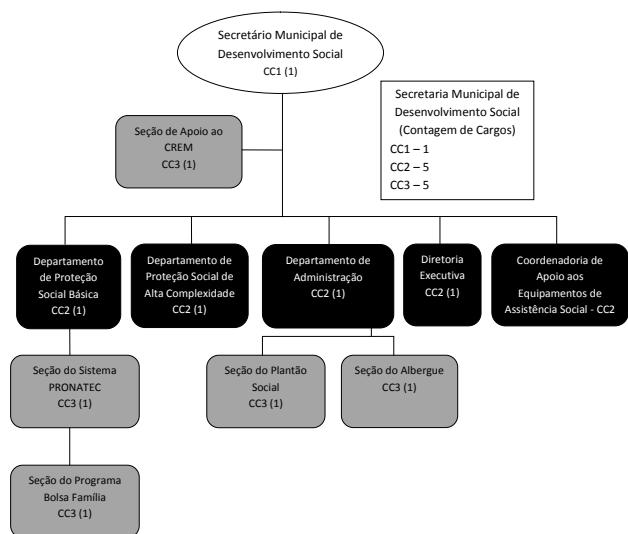 Secretário Municipal de
Desenvolvimento Social
CC1 (1)
Secretaria Municipal de
Desenvolvimento Social
(Contagem de Cargos)
CC1 – 1
CC2 – 5
CC3 – 5
Seção de Apoio ao
CREM
CC3 (1)
Departamento
de Proteção
Social Básica
CC2 (1)
Departamento de
Proteção Social de
Alta Complexidade
CC2 (1)
Departamento de
Administração
CC2 (1)
Diretoria
Executiva
CC2 (1)
Coordenadoria de
Apoio aos
Equipamentos de
Assistência Social - CC2
Seção do Sistema
PRONATEC
CC3 (1)
Seção do Plantão
Social
CC3 (1)
Seção do Albergue
CC3 (1)
Seção do Programa
Bolsa Família
CC3 (1)